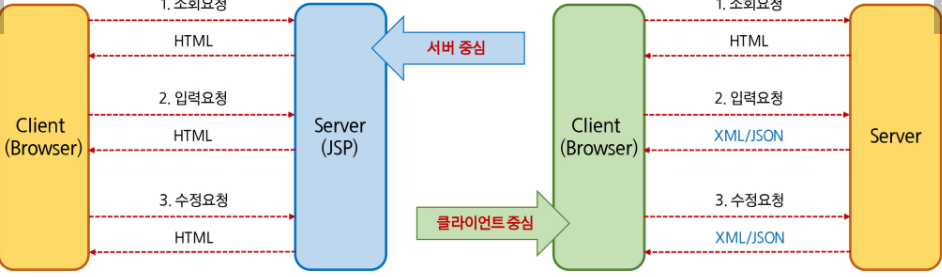 1. 조회요청
HTML
2. 입력요청
HTML
3. 수정요청
HTML
Client
(Browser)
Server
(JSP)
서버 중심
클라이언트 중심
Client
(Browser)
1. 조회요청
HTML
2. 입력요청
XML/JSON
3. 수정요청
XML/JSON
Server